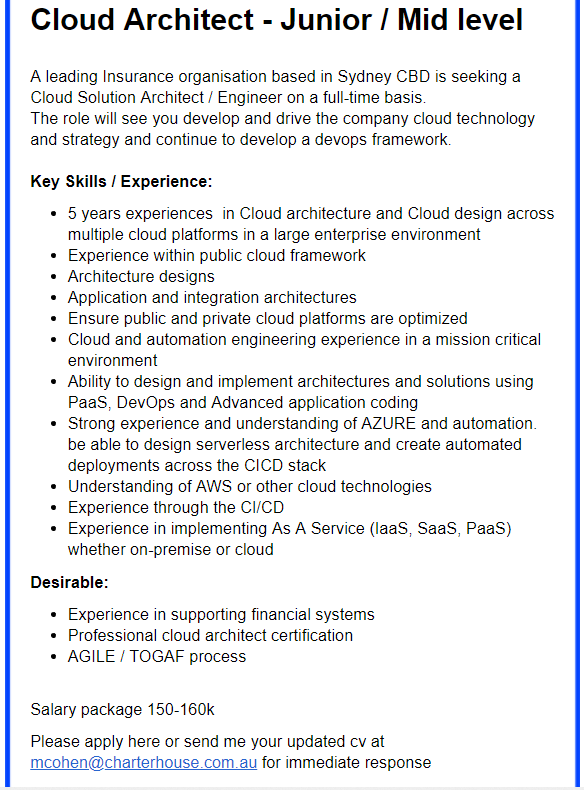 Cloud Architect - Junior / Mid level
A leading Insurance organisation based in Sydney CBD is seeking a
Cloud Solution Architect / Engineer on a full-time basis.
The role will see you develop and drive the company cloud technology
and strategy and continue to develop a devops framework.
Key Skills / Experience:
• 5 years experiences  in Cloud architecture and Cloud design across
multiple cloud platforms in a large enterprise environment
• Experience within public cloud framework
• Architecture designs
• Application and integration architectures
• Ensure public and private cloud platforms are optimized
• Cloud and automation engineering experience in a mission critical
environment
• Ability to design and implement architectures and solutions using
PaaS, DevOps and Advanced application coding
• Strong experience and understanding of AZURE and automation.
be able to design serverless architecture and create automated
deployments across the CICD stack
• Understanding of AWS or other cloud technologies
• Experience through the CI/CD
• Experience in implementing As A Service (IaaS, SaaS, PaaS)
whether on-premise or cloud
Desirable:
• Experience in supporting financial systems
• Professional cloud architect certification
• AGILE / TOGAF process
Salary package 150-160k
Please apply here or send me your updated cv at
mcohen@charterhouse.com.au for immediate response